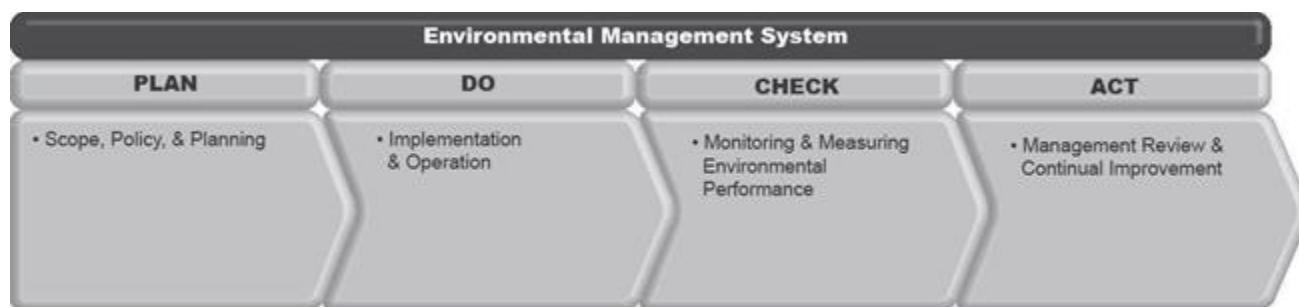 Environmental Management System
PLAN
DO
CHECK
ACT
• Scope, Policy, & Planning
• Implementation
& Operation
• Monitoring & Measuring
Environmental
Performance
• Management Review &
Continual Improvement